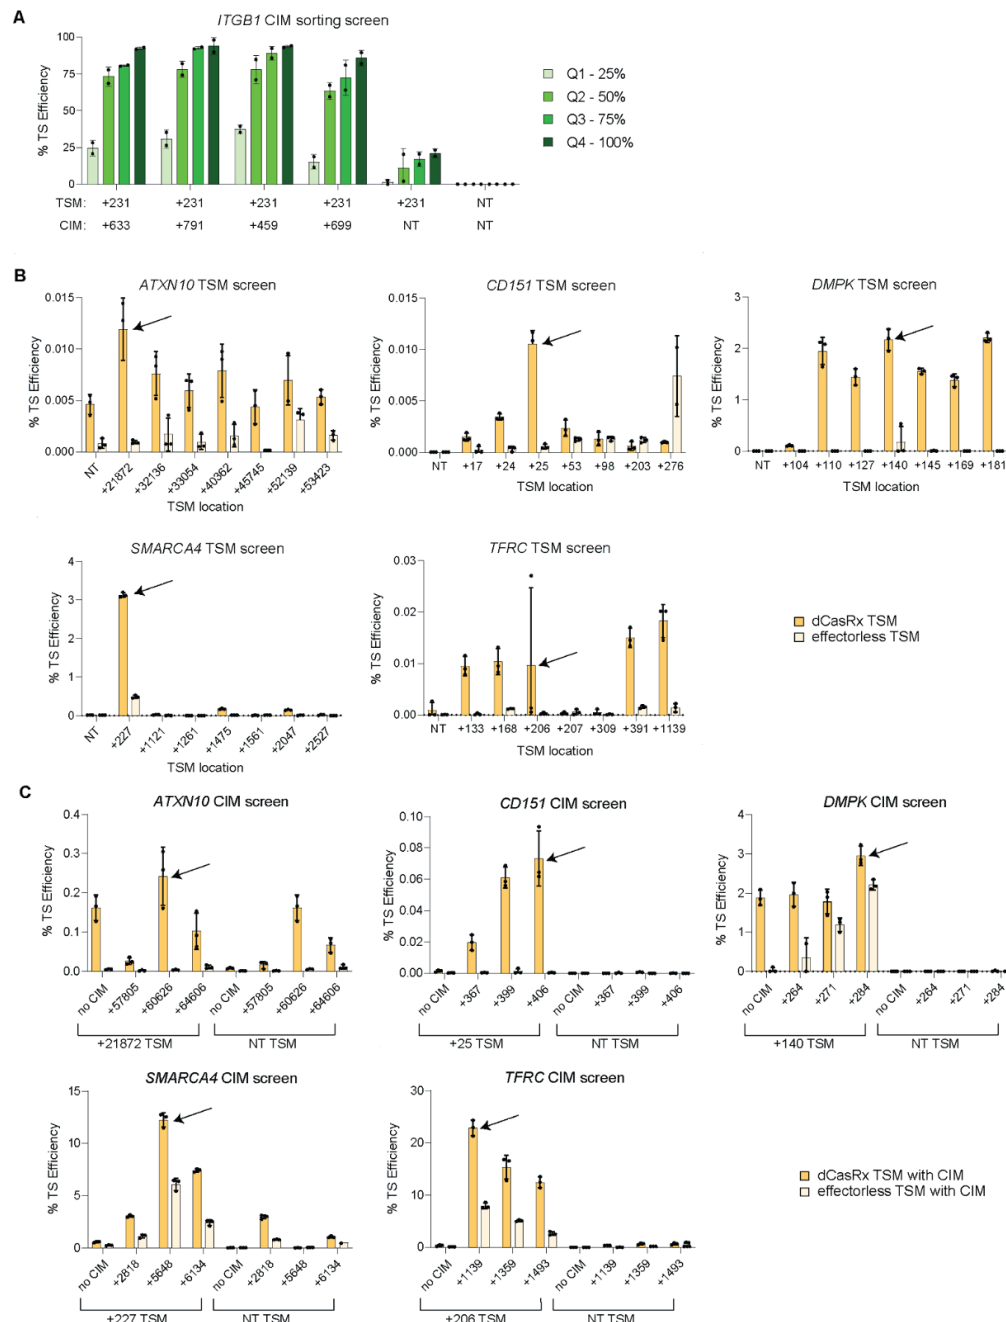 A
ITGB1 CIM sorting screen
% TS Efficiency
100
75
50
25
0
Q1 - 25%
Q2 - 50%
Q3 - 75%
Q4 - 100%
TSM: +231 +231 +231 +231 +231 NT
CIM: +633 +791 +459 +699 NT NT
B
ATXN10 TSM screen
% TS Efficiency
0.015
0.010
0.005
0.000
NT +21872 +32136 +33054 +40362 +45745 +52139 +53423
TSM location
CD151 TSM screen
% TS Efficiency
0.015
0.010
0.005
0.000
NT +17 +24 +25 +53 +98 +203 +276
TSM location
DMPK TSM screen
% TS Efficiency
3
2
1
0
NT +104 +110 +127 +140 +145 +169 +181
TSM location
SMARCA4 TSM screen
% TS Efficiency
4
3
2
1
0
NT +227 +1121 +1261 +1475 +1561 +2047 +2527
TSM location
TFRC TSM screen
% TS Efficiency
0.03
0.02
0.01
0.00
NT +133 +168 +206 +207 +309 +391 +1139
TSM location
dCasRx TSM
effectorless TSM
C
ATXN10 CIM screen
% TS Efficiency
0.4
0.3
0.2
0.1
0.0
no CIM +57805 +60626 +64606 no CIM +57805 +60626 +64606
+21872 TSM NT TSM
CD151 CIM screen
% TS Efficiency
0.10
0.08
0.06
0.04
0.02
0.00
no CIM +367 +399 +406 no CIM +367 +399 +406
+25 TSM NT TSM
DMPK CIM screen
% TS Efficiency
4
3
2
1
0
no CIM +264 +271 +284 no CIM +264 +271 +284
+140 TSM NT TSM
SMARCA4 CIM screen
% TS Efficiency
15
10
5
0
no CIM +2818 +5648 +6134 no CIM +2818 +5648 +6134
+227 TSM NT TSM
TFRC CIM screen
% TS Efficiency
30
20
10
0
no CIM +1139 +1359 +1493 no CIM +1139 +1359 +1493
+206 TSM NT TSM
dCasRx TSM with CIM
effectorless TSM with CIM